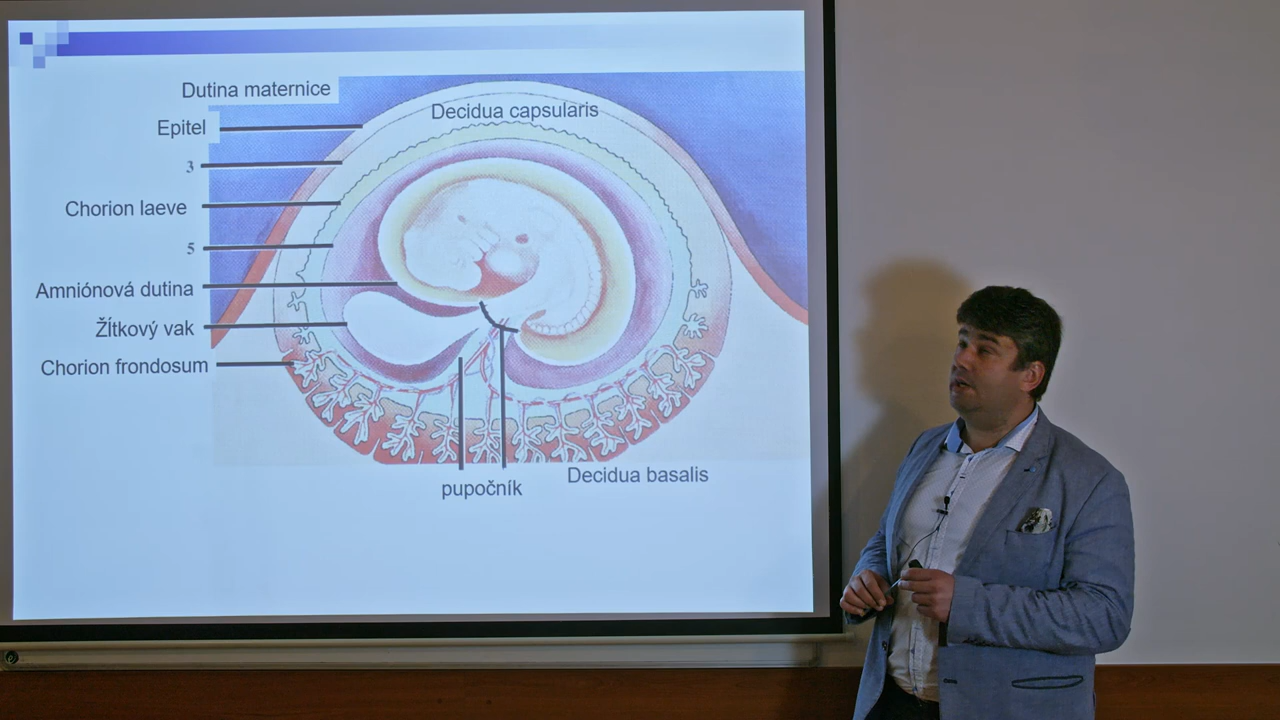 Dutina maternice
Decidua capsularis
Epitel
3
Chorion laeve
5
Amniónová dutina
Žĺtkový vak
Chorion frondosum
Decidua basalis
pupočník